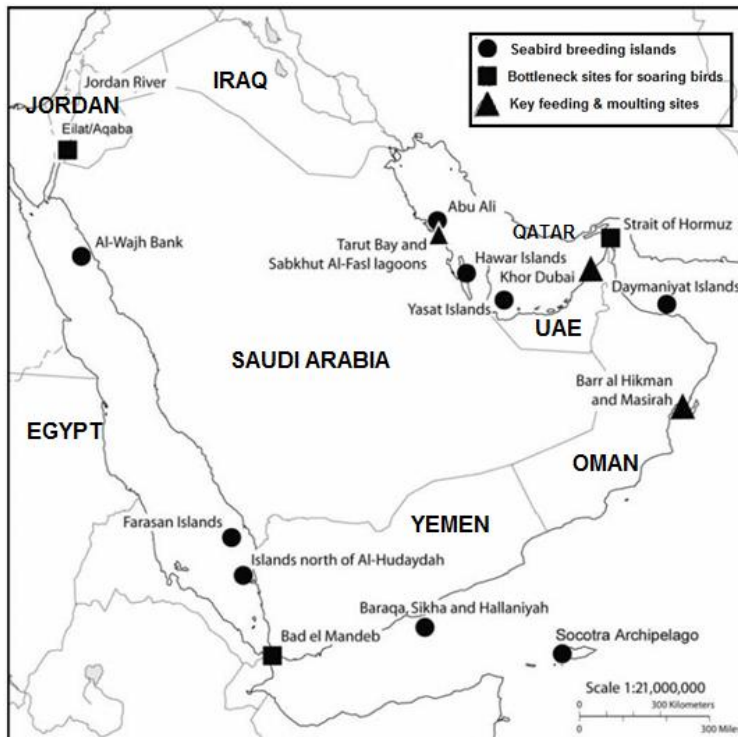 Seabird breeding islands
Bottleneck sites for soaring birds
Key feeding & moulting sites
IRAQ
Jordan River
JORDAN
Eilat/Aqaba
Abu Ali
QATAR
Strait of Hormuz
Al-Wajh Bank
Tarut Bay and
Sabkhut Al-Fasl lagoons
Hawar Islands
Khor Dubai
Daymaniyat Islands
Yasat Islands
UAE
SAUDI ARABIA
Barr al Hikman
and Masirah
EGYPT
OMAN
Farasan Islands
YEMEN
Islands north of Al-Hudaydah
Baraqa, Sikha and Hallaniyah
Bad el Mandeb
Socotra Archipelago
Scale 1:21,000,000
0 300 Kilometers
0 300 Miles